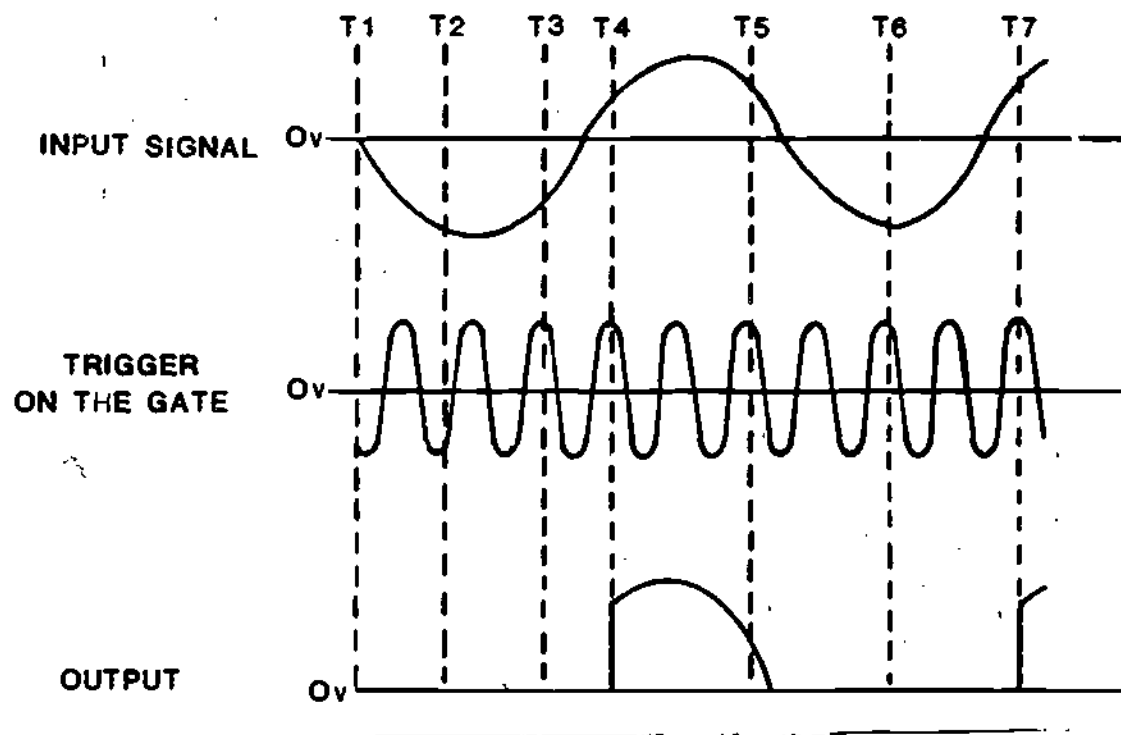 T1 T2 T3 T4 T5 T6 T7
INPUT SIGNAL
Ov
TRIGGER
ON THE GATE
Ov
OUTPUT
Ov